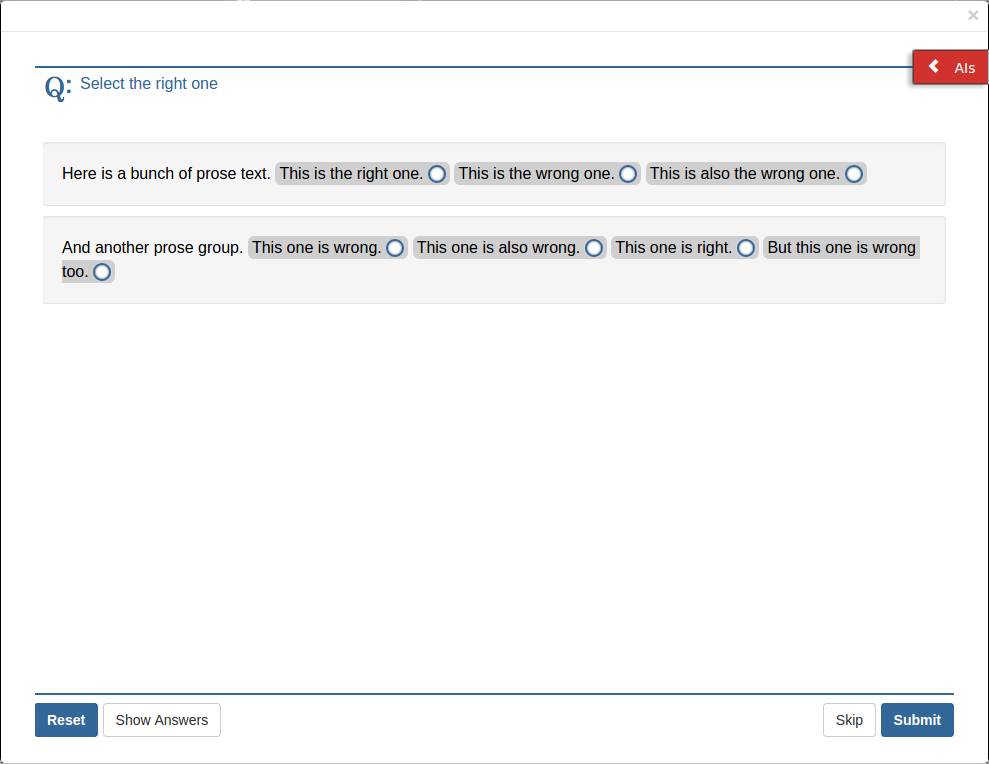 ×
AIs
Q: Select the right one
Here is a bunch of prose text. This is the right one. This is the wrong one. This is also the wrong one.
And another prose group. This one is wrong. This one is also wrong. This one is right. But this one is wrong
too.
Reset Show Answers Skip Submit